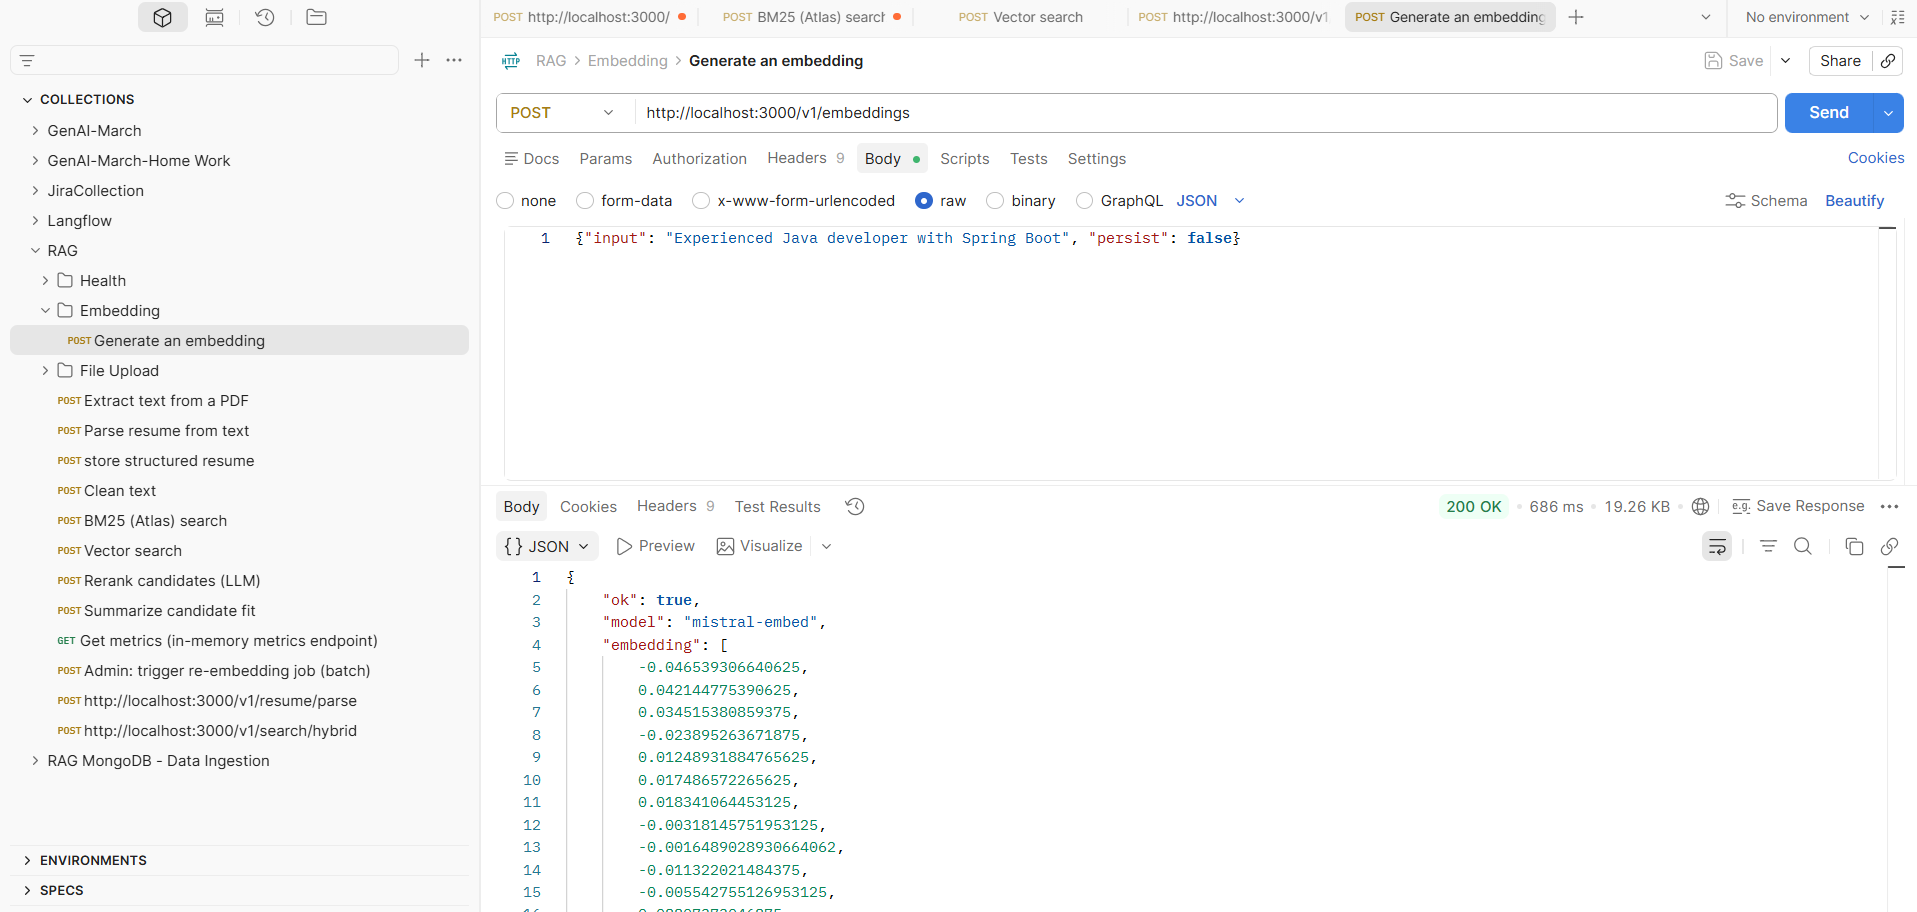 POST http://localhost:3000/
POST BM25 (Atlas) search
POST Vector search
POST http://localhost:3000/v1
POST Generate an embedding
No environment
HTTP RAG > Embedding > Generate an embedding
Save
Share
POST
http://localhost:3000/v1/embeddings
Send
Docs
Params
Authorization
Headers 9
Body
Scripts
Tests
Settings
Cookies
none
form-data
x-www-form-urlencoded
raw
binary
GraphQL
JSON
Schema
Beautify
1 {"input": "Experienced Java developer with Spring Boot", "persist": false}
COLLECTIONS
GenAI-March
GenAI-March-Home Work
JiraCollection
Langflow
RAG
Health
Embedding
POST Generate an embedding
File Upload
POST Extract text from a PDF
POST Parse resume from text
POST store structured resume
POST Clean text
POST BM25 (Atlas) search
POST Vector search
POST Rerank candidates (LLM)
POST Summarize candidate fit
GET Get metrics (in-memory metrics endpoint)
POST Admin: trigger re-embedding job (batch)
POST http://localhost:3000/v1/resume/parse
POST http://localhost:3000/v1/search/hybrid
RAG MongoDB - Data Ingestion
ENVIRONMENTS
SPECS
Body
Cookies
Headers 9
Test Results
200 OK
686 ms
19.26 KB
e.g. Save Response
{} JSON
Preview
Visualize
1 {
2 "ok": true,
3 "model": "mistral-embed",
4 "embedding": [
5 -0.046539306640625,
6 0.042144775390625,
7 0.034515380859375,
8 -0.023895263671875,
9 0.01248931884765625,
10 0.017486572265625,
11 0.018341064453125,
12 -0.00318145751953125,
13 -0.0016489028930664062,
14 -0.011322021484375,
15 -0.005542755126953125,